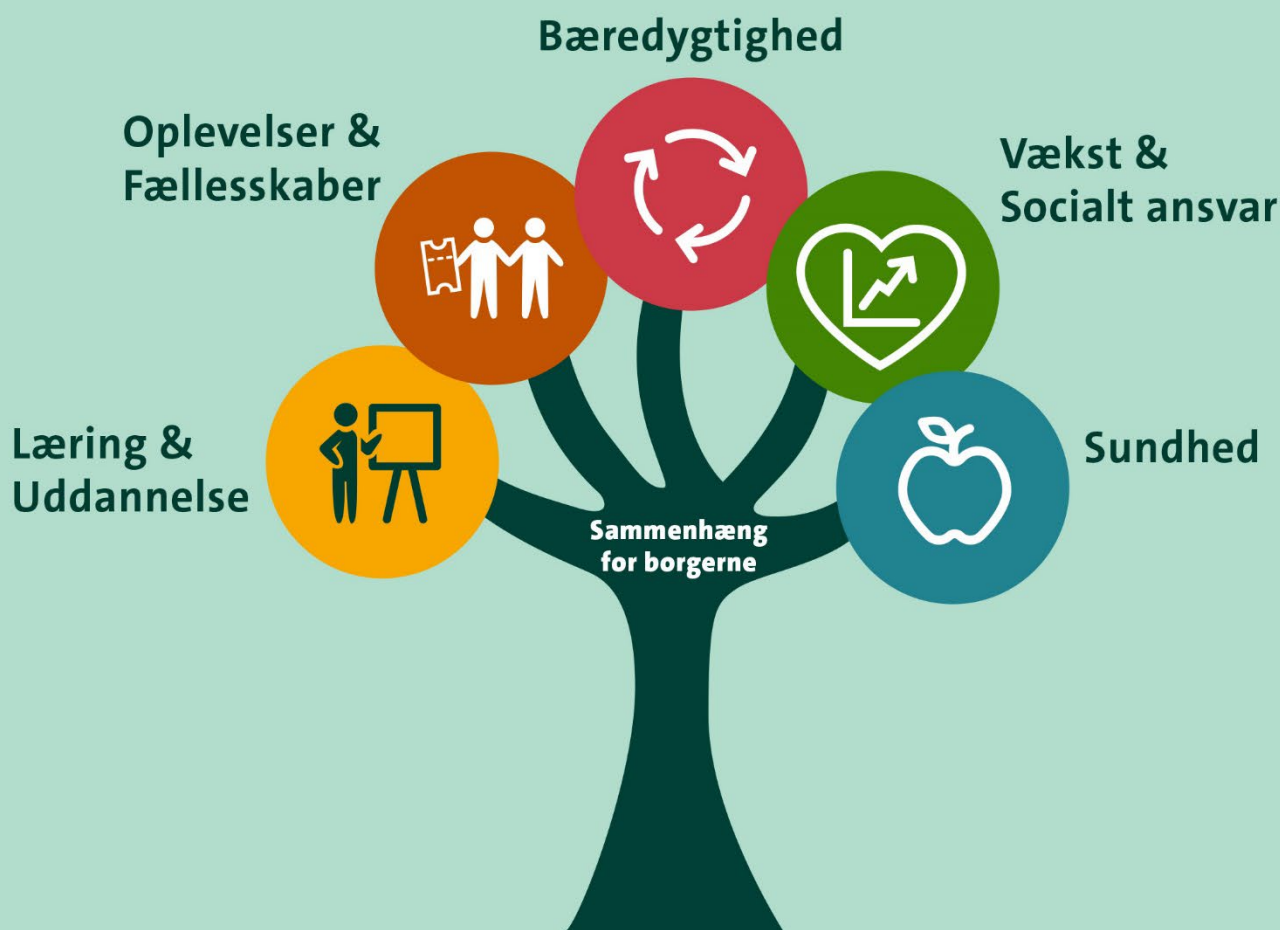 Bæredygtighed
Oplevelser &
Fællesskaber
Vækst &
Socialt ansvar
Læring &
Uddannelse
Sundhed
Sammenhæng
for borgerne